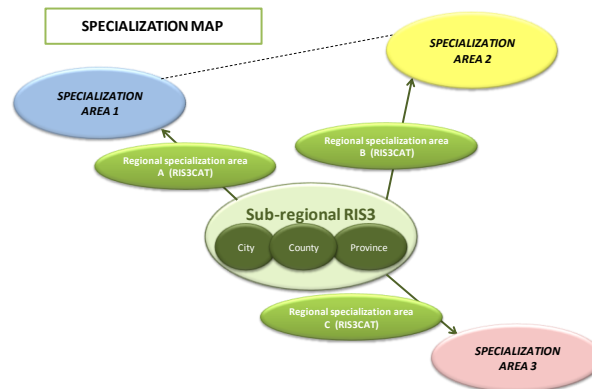 SPECIALIZATION MAP
SPECIALIZATION
AREA 2
SPECIALIZATION
AREA 1
Regional specialization area
A (RIS3CAT)
Regional specialization area
B (RIS3CAT)
Sub-regional RIS3
City
County
Province
Regional specialization area
C (RIS3CAT)
SPECIALIZATION
AREA 3